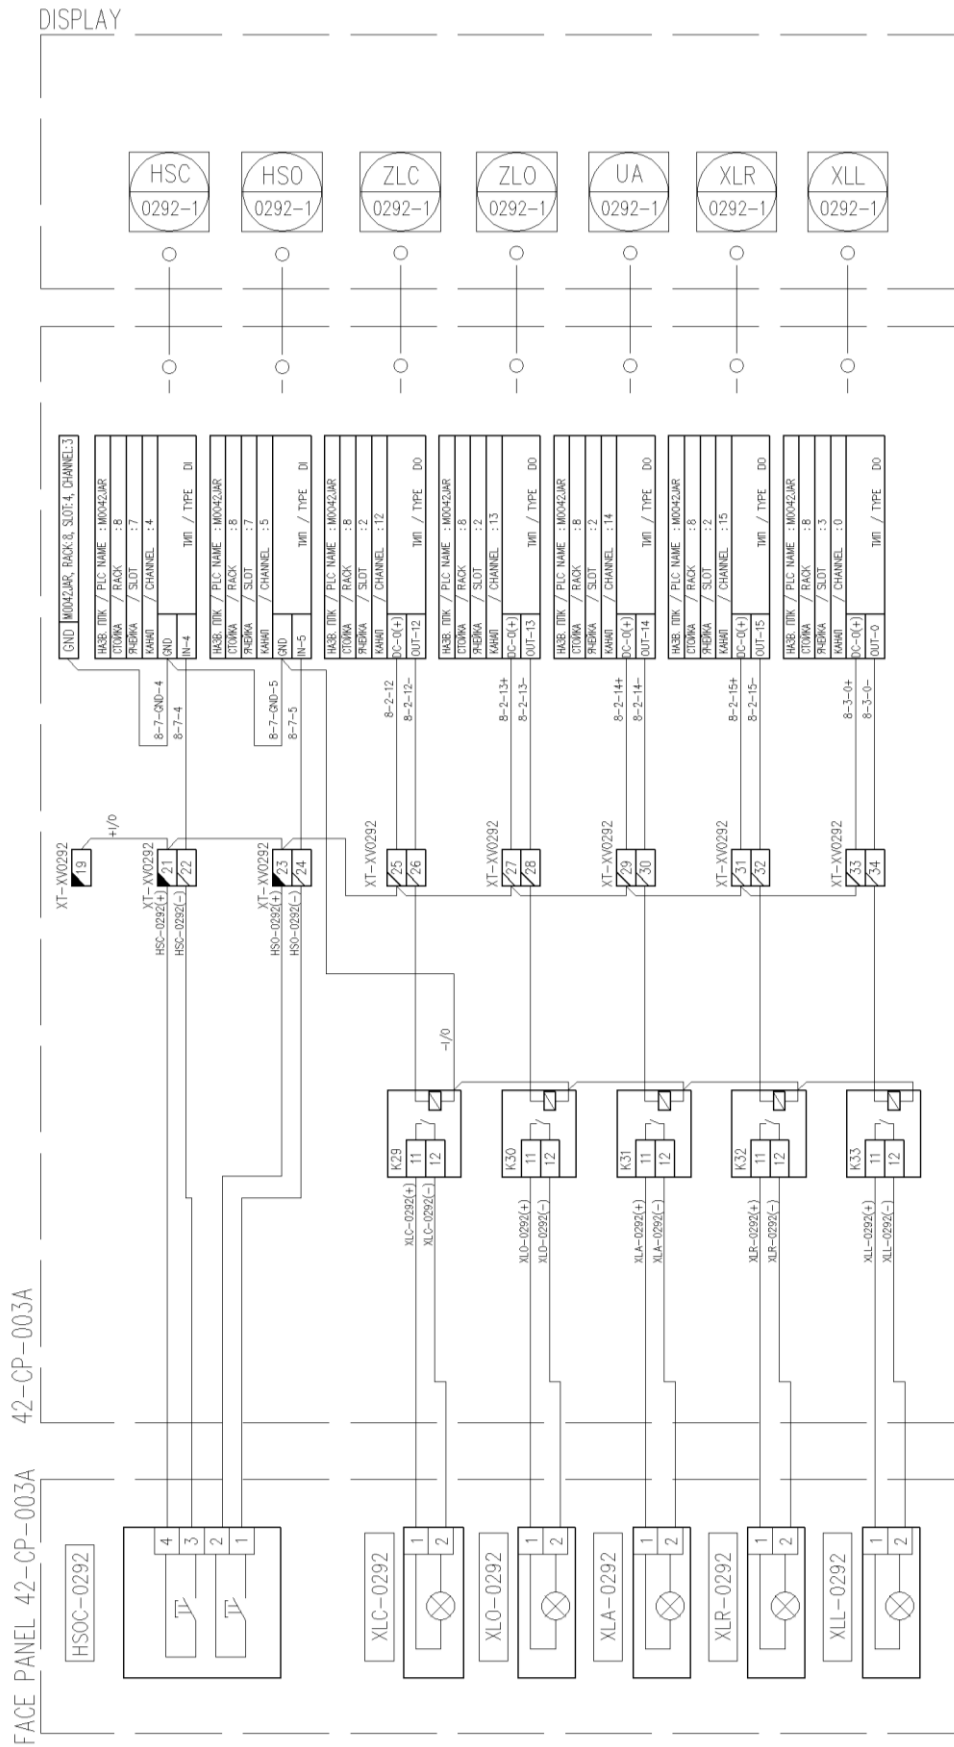 DISPLAY
HSC
0292-1
HSO
0292-1
ZLC
0292-1
ZLO
0292-1
UA
0292-1
XLR
0292-1
XLL
0292-1
GND M0042JAR, RACK:8, SLOT:4, CHANNEL:3
НАЗВ. ППК / PLC NAME : M0042JAR
СТОЙКА / RACK : 8
ЯЧЕЙКА / SLOT : 7
КАНАЛ / CHANNEL : 4
GND
IN-4
ТИП / TYPE DI
НАЗВ. ППК / PLC NAME : M0042JAR
СТОЙКА / RACK : 8
ЯЧЕЙКА / SLOT : 7
КАНАЛ / CHANNEL : 5
GND
IN-5
ТИП / TYPE DI
НАЗВ. ППК / PLC NAME : M0042JAR
СТОЙКА / RACK : 8
ЯЧЕЙКА / SLOT : 2
КАНАЛ / CHANNEL : 12
DC-0(+)
OUT-12
ТИП / TYPE DO
НАЗВ. ППК / PLC NAME : M0042JAR
СТОЙКА / RACK : 8
ЯЧЕЙКА / SLOT : 2
КАНАЛ / CHANNEL : 13
DC-0(+)
OUT-13
ТИП / TYPE DO
НАЗВ. ППК / PLC NAME : M0042JAR
СТОЙКА / RACK : 8
ЯЧЕЙКА / SLOT : 2
КАНАЛ / CHANNEL : 14
DC-0(+)
OUT-14
ТИП / TYPE DO
НАЗВ. ППК / PLC NAME : M0042JAR
СТОЙКА / RACK : 8
ЯЧЕЙКА / SLOT : 2
КАНАЛ / CHANNEL : 15
DC-0(+)
OUT-15
ТИП / TYPE DO
НАЗВ. ППК / PLC NAME : M0042JAR
СТОЙКА / RACK : 8
ЯЧЕЙКА / SLOT : 3
КАНАЛ / CHANNEL : 0
DC-0(+)
OUT-0
ТИП / TYPE DO
8-7-GND-4
8-7-4
8-7-GND-5
8-7-5
8-2-12
8-2-12-
8-2-13+
8-2-13-
8-2-14+
8-2-14-
8-2-15+
8-2-15-
8-3-0+
8-3-0-
+I/0
XT-XV0292
19
XT-XV0292
21
22
XT-XV0292
23
24
XT-XV0292
25
26
XT-XV0292
27
28
XT-XV0292
29
30
XT-XV0292
31
32
XT-XV0292
33
34
HSC-0292(+)
HSC-0292(-)
HSO-0292(+)
HSO-0292(-)
-I/0
K29
11
12
K30
11
12
K31
11
12
K32
11
12
K33
11
12
XLC-0292(+)
XLC-0292(-)
XLO-0292(+)
XLO-0292(-)
XLA-0292(+)
XLA-0292(-)
XLR-0292(+)
XLR-0292(-)
XLL-0292(+)
XLL-0292(-)
42-CP-003A
FACE PANEL 42-CP-003A
HSOC-0292
4
3
2
1
XLC-0292
1
2
XLO-0292
1
2
XLA-0292
1
2
XLR-0292
1
2
XLL-0292
1
2